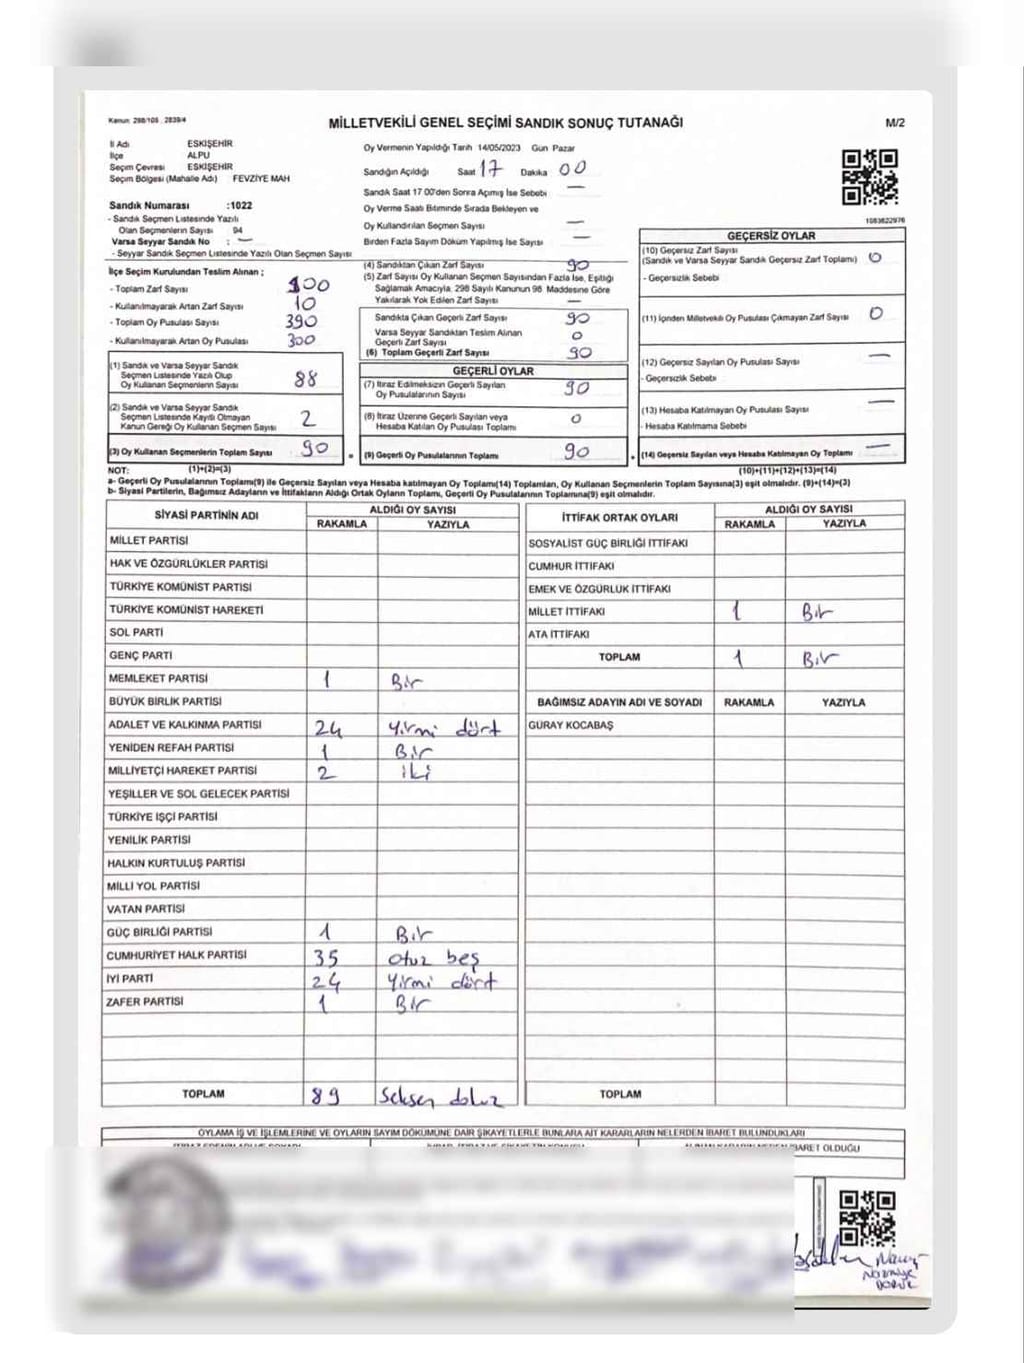 Kanun: 298/109 , 2839/4
MİLLETVEKİLİ GENEL SEÇİMİ SANDIK SONUÇ TUTANAĞI
M/2
İl Adı ESKİŞEHİR
İlçe ALPU
Seçim Çevresi ESKİŞEHİR
Seçim Bölgesi (Mahalle Adı) FEVZİYE MAH
Oy Vermenin Yapıldığı Tarih 14/05/2023 Gün Pazar
Sandığın Açıldığı Saat 17 Dakika 00
Sandık Saat 17 00'den Sonra Açımış İse Sebebi —
Oy Verme Saati Bitiminde Sırada Bekleyen ve
Oy Kullandırılan Seçmen Sayısı —
Birden Fazla Sayım Döküm Yapılmış İse Sayısı —
Sandık Numarası :1022
- Sandık Seçmen Listesinde Yazılı
Olan Seçmenlerin Sayısı 94
Varsa Seyyar Sandık No : —
- Seyyar Sandık Seçmen Listesinde Yazılı Olan Seçmen Sayısı
İlçe Seçim Kurulundan Teslim Alınan ;
- Toplam Zarf Sayısı 100
- Kullanılmayarak Artan Zarf Sayısı 10
- Toplam Oy Pusulası Sayısı 390
- Kullanılmayarak Artan Oy Pusulası 300
(1) Sandık ve Varsa Seyyar Sandık
Seçmen Listesinde Yazılı Olup
Oy Kullanan Seçmenlerin Sayısı 88
(2) Sandık ve Varsa Seyyar Sandık
Seçmen Listesinde Kayıtlı Olmayan
Kanun Gereği Oy Kullanan Seçmen Sayısı 2
(3) Oy Kullanan Seçmenlerin Toplam Sayısı 90
(4) Sandıktan Çıkan Zarf Sayısı 90
(5) Zarf Sayısı Oy Kullanan Seçmen Sayısından Fazla İse, Eşitliği
Sağlamak Amacıyla, 298 Sayılı Kanunun 98. Maddesine Göre
Yakılarak Yok Edilen Zarf Sayısı —
Sandıkta Çıkan Geçerli Zarf Sayısı 90
Varsa Seyyar Sandıktan Teslim Alınan
Geçerli Zarf Sayısı 0
(6) Toplam Geçerli Zarf Sayısı 90
GEÇERLİ OYLAR
(7) İtiraz Edilmeksizin Geçerli Sayılan
Oy Pusulalarının Sayısı 90
(8) İtiraz Üzerine Geçerli Sayılan veya
Hesaba Katılan Oy Pusulası Toplamı 0
(9) Geçerli Oy Pusulalarının Toplamı 90
1083822976
GEÇERSİZ OYLAR
(10) Geçersiz Zarf Sayısı
(Sandık ve Varsa Seyyar Sandık Geçersiz Zarf Toplamı) 0
- Geçersizlik Sebebi
(11) İçinden Milletvekili Oy Pusulası Çıkmayan Zarf Sayısı 0
(12) Geçersiz Sayılan Oy Pusulası Sayısı —
- Geçersizlik Sebebi
(13) Hesaba Katılmayan Oy Pusulası Sayısı —
- Hesaba Katılmama Sebebi
(14) Geçersiz Sayılan veya Hesaba Katılmayan Oy Toplamı —
NOT: (1)+(2)=(3) (10)+(11)+(12)+(13)=(14)
a- Geçerli Oy Pusulalarının Toplamı(9) ile Geçersiz Sayılan veya Hesaba katılmayan Oy Toplamı(14) Toplamları, Oy Kullanan Seçmenlerin Toplam Sayısına(3) eşit olmalıdır. (9)+(14)=(3)
b- Siyasi Partilerin, Bağımsız Adayların ve İttifakların Aldığı Ortak Oyların Toplamı, Geçerli Oy Pusulalarının Toplamına(9) eşit olmalıdır.
SİYASİ PARTİNİN ADI ALDIĞI OY SAYISI
RAKAMLA YAZIYLA
MİLLET PARTİSİ
HAK VE ÖZGÜRLÜKLER PARTİSİ
TÜRKİYE KOMÜNİST PARTİSİ
TÜRKİYE KOMÜNİST HAREKETİ
SOL PARTİ
GENÇ PARTİ
MEMLEKET PARTİSİ 1 Bir
BÜYÜK BİRLİK PARTİSİ
ADALET VE KALKINMA PARTİSİ 24 Yirmi dört
YENİDEN REFAH PARTİSİ 1 Bir
MİLLİYETÇİ HAREKET PARTİSİ 2 iki
YEŞİLLER VE SOL GELECEK PARTİSİ
TÜRKİYE İŞÇİ PARTİSİ
YENİLİK PARTİSİ
HALKIN KURTULUŞ PARTİSİ
MİLLİ YOL PARTİSİ
VATAN PARTİSİ
GÜÇ BİRLİĞİ PARTİSİ 1 Bir
CUMHURİYET HALK PARTİSİ 35 otuz beş
İYİ PARTİ 24 Yirmi dört
ZAFER PARTİSİ 1 Bir
TOPLAM 89 Seksen dokuz
İTTİFAK ORTAK OYLARI ALDIĞI OY SAYISI
RAKAMLA YAZIYLA
SOSYALİST GÜÇ BİRLİĞİ İTTİFAKI
CUMHUR İTTİFAKI
EMEK VE ÖZGÜRLÜK İTTİFAKI
MİLLET İTTİFAKI 1 Bir
ATA İTTİFAKI
TOPLAM 1 Bir
BAĞIMSIZ ADAYIN ADI VE SOYADI RAKAMLA YAZIYLA
GÜRAY KOCABAŞ
TOPLAM
OYLAMA İŞ VE İŞLEMLERİNE VE OYLARIN SAYIM DÖKÜMÜNE DAİR ŞİKAYETLERLE BUNLARA AİT KARARLARIN NELERDEN İBARET BULUNDUKLARI
İBARET OLDUĞU